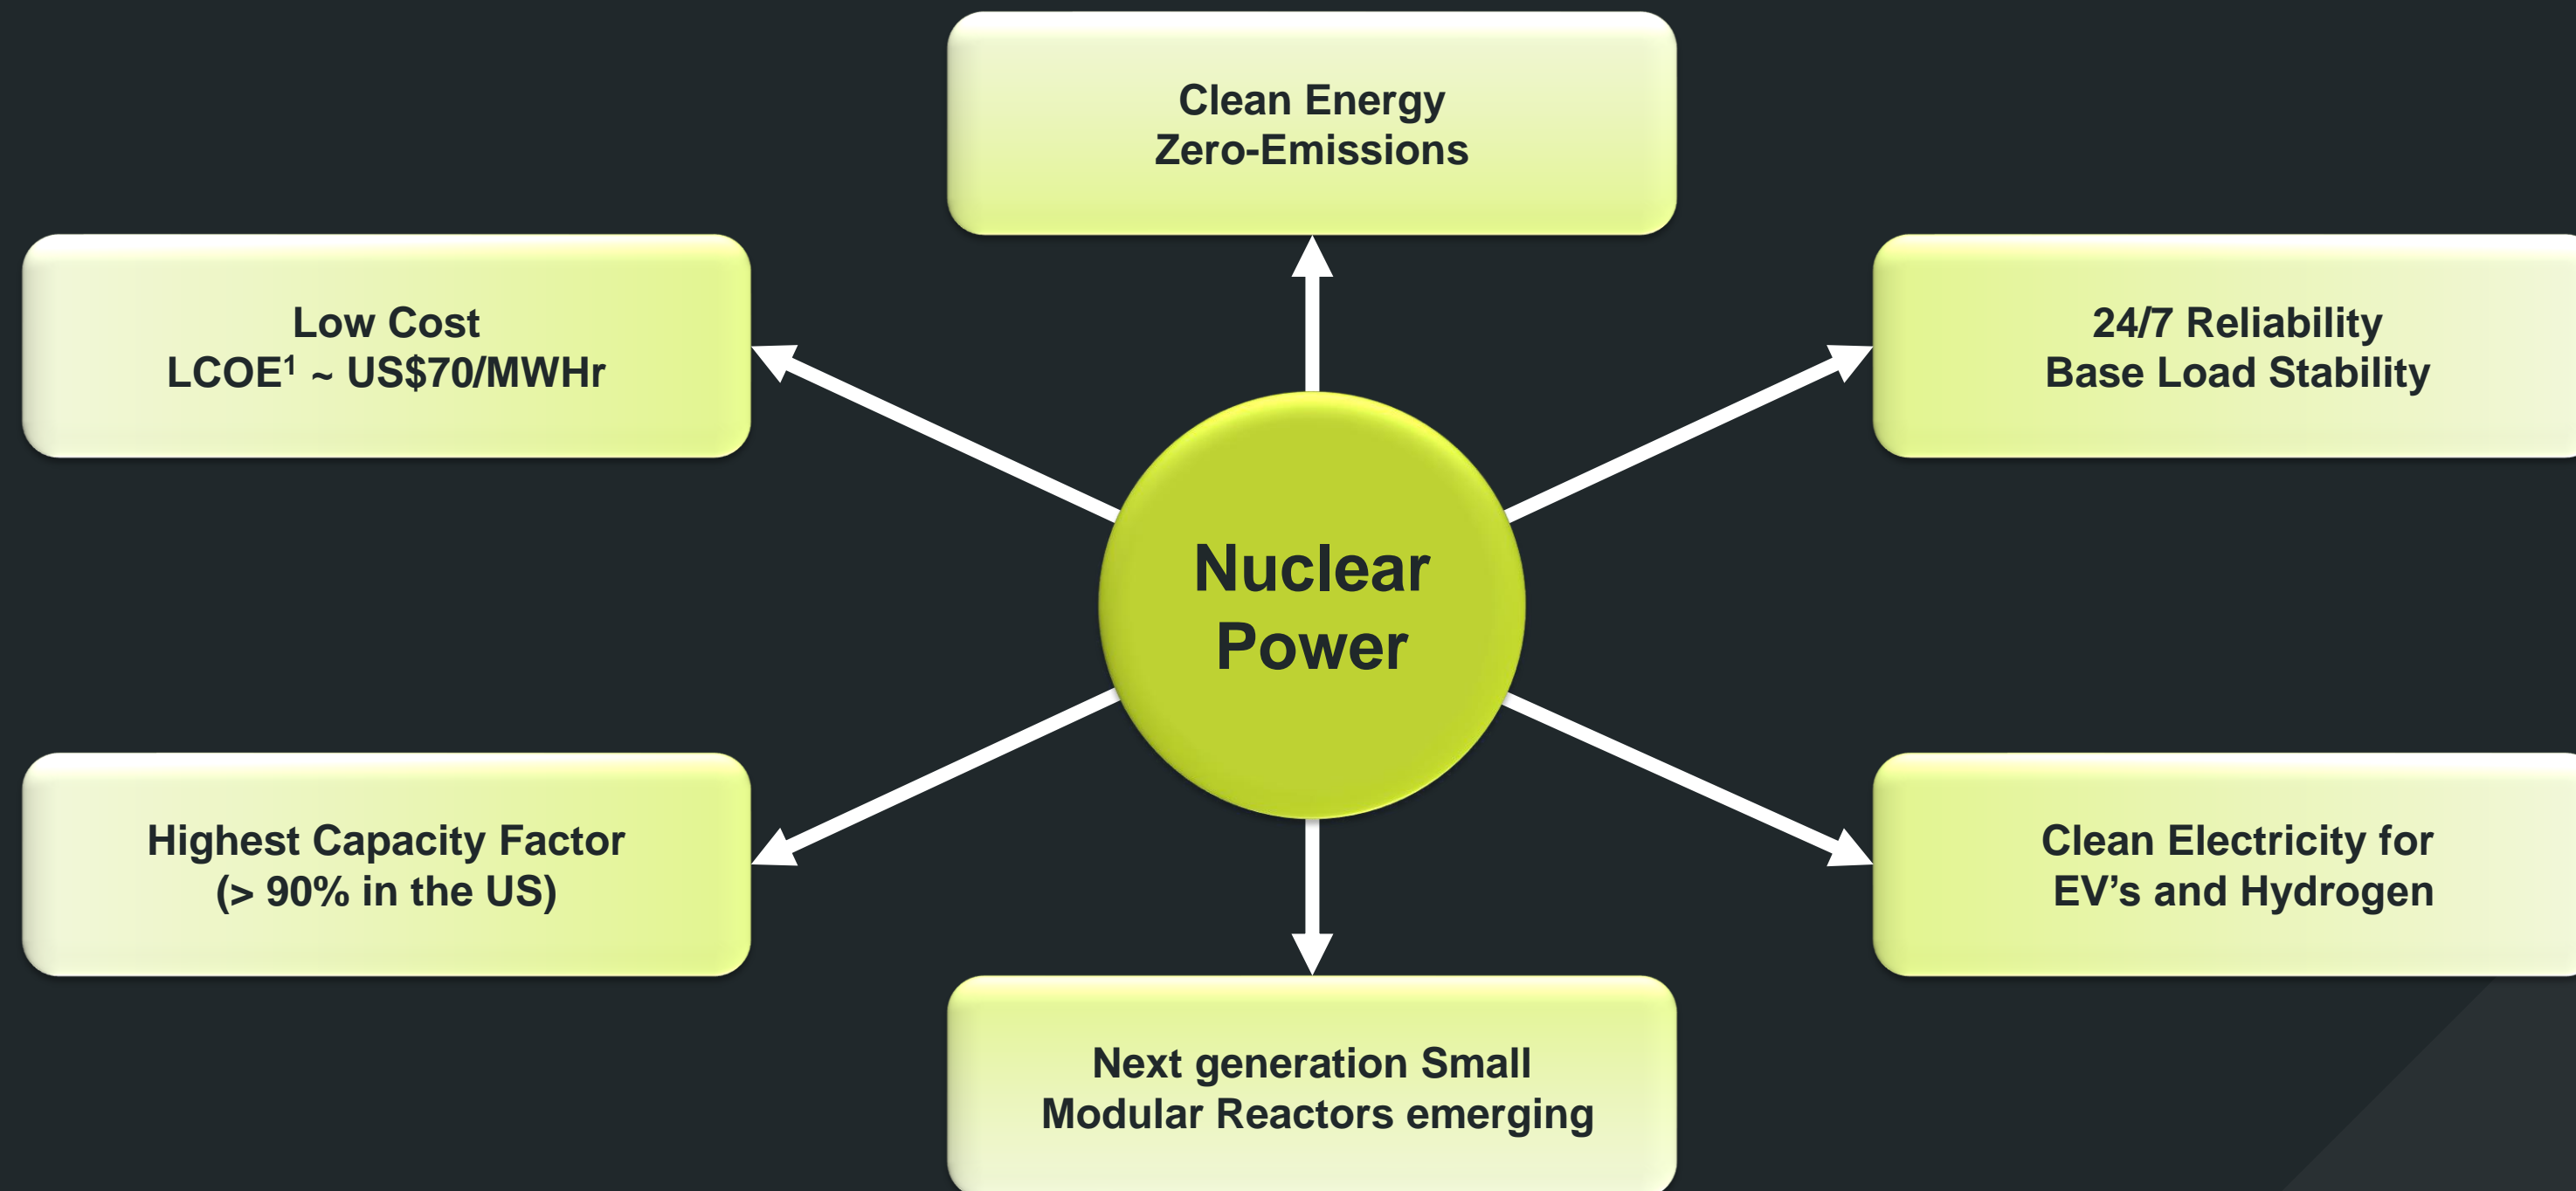 Clean Energy
Zero-Emissions
Low Cost
LCOE¹ ~ US$70/MWHr
24/7 Reliability
Base Load Stability
Nuclear
Power
Highest Capacity Factor
(> 90% in the US)
Clean Electricity for
EV’s and Hydrogen
Next generation Small
Modular Reactors emerging